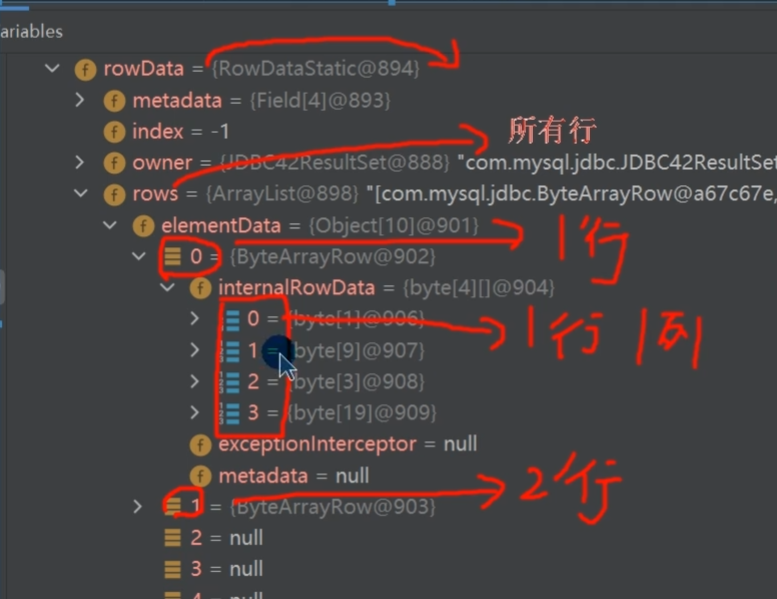 ariables
rowData = {RowDataStatic@894}
metadata = {Field[4]@893}
index = -1
所有行
owner = {JDBC42ResultSet@888} "com.mysql.jdbc.JDBC42ResultSet
rows = {ArrayList@898} "[com.mysql.jdbc.ByteArrayRow@a67c67e,
elementData = {Object[10]@901}
1行
0 = {ByteArrayRow@902}
internalRowData = {byte[4][]@904}
0 = {byte[1]@906}
1行1列
1 = {byte[9]@907}
2 = {byte[3]@908}
3 = {byte[19]@909}
exceptionInterceptor = null
metadata = null
2行
1 = {ByteArrayRow@903}
2 = null
3 = null
4 = null